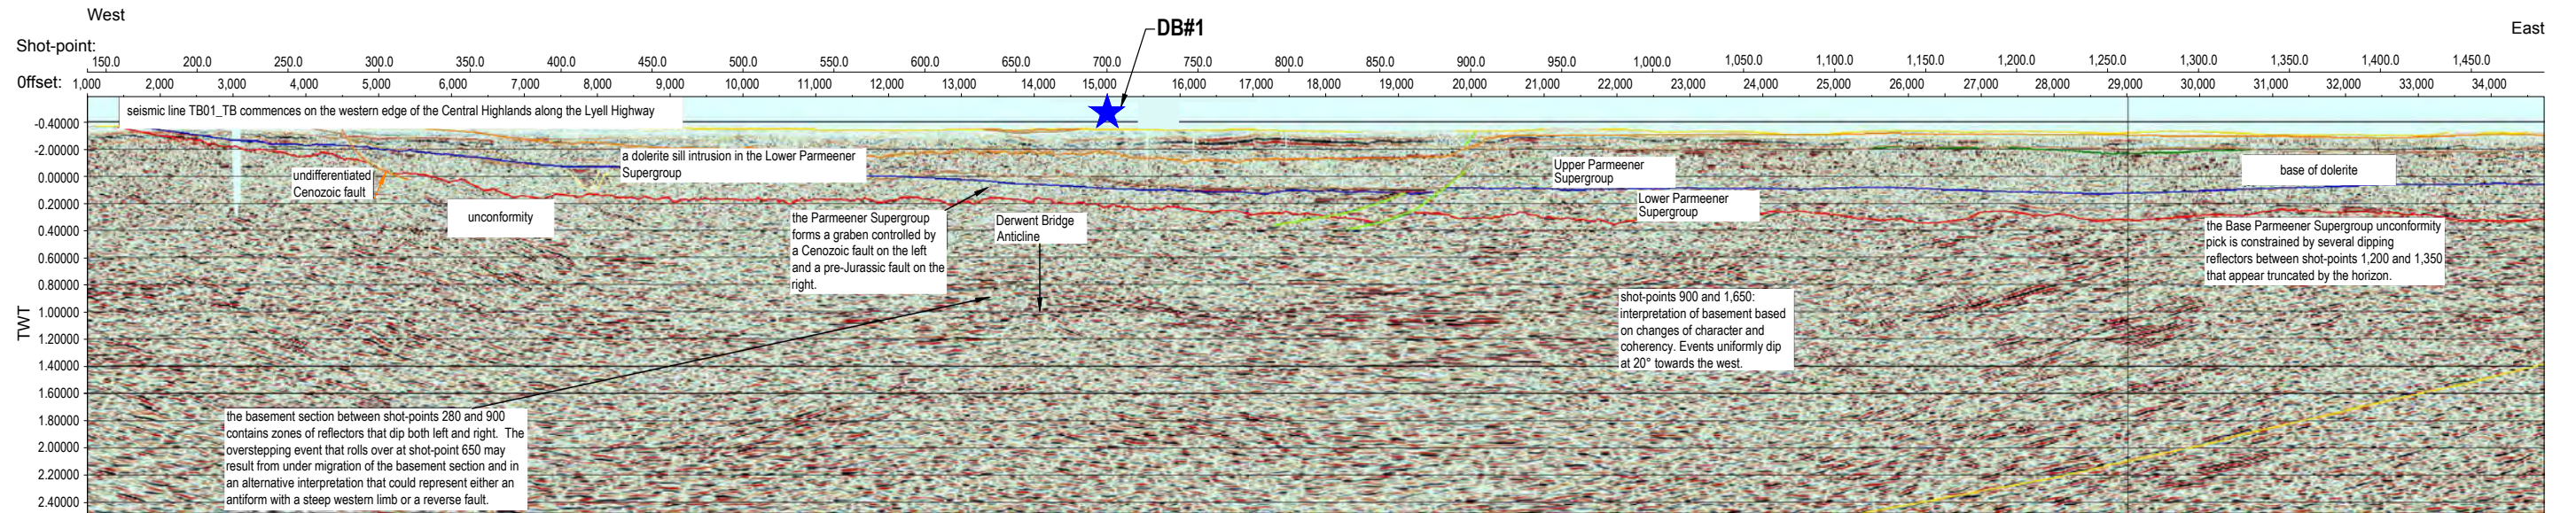 West
DB#1
East
Shot-point:
150.0 200.0 250.0 300.0 350.0 400.0 450.0 500.0 550.0 600.0 650.0 700.0 750.0 800.0 850.0 900.0 950.0 1,000.0 1,050.0 1,100.0 1,150.0 1,200.0 1,250.0 1,300.0 1,350.0 1,400.0 1,450.0
0ffset:
1,000 2,000 3,000 4,000 5,000 6,000 7,000 8,000 9,000 10,000 11,000 12,000 13,000 14,000 15,000 16,000 17,000 18,000 19,000 20,000 21,000 22,000 23,000 24,000 25,000 26,000 27,000 28,000 29,000 30,000 31,000 32,000 33,000 34,000
seismic line TB01_TB commences on the western edge of the Central Highlands along the Lyell Highway
-0.40000
-2.00000
0.00000
0.20000
0.40000
0.60000
0.80000
1.00000
1.20000
1.40000
1.60000
1.80000
2.00000
2.20000
2.40000
TWT
undifferentiated
Cenozoic fault
unconformity
a dolerite sill intrusion in the Lower Parmeener
Supergroup
the Parmeener Supergroup
forms a graben controlled by
a Cenozoic fault on the left
and a pre-Jurassic fault on the
right.
Derwent Bridge
Anticline
Upper Parmeener
Supergroup
Lower Parmeener
Supergroup
base of dolerite
the Base Parmeener Supergroup unconformity
pick is constrained by several dipping
reflectors between shot-points 1,200 and 1,350
that appear truncated by the horizon.
shot-points 900 and 1,650:
interpretation of basement based
on changes of character and
coherency. Events uniformly dip
at 20° towards the west.
the basement section between shot-points 280 and 900
contains zones of reflectors that dip both left and right. The
overstepping event that rolls over at shot-point 650 may
result from under migration of the basement section and in
an alternative interpretation that could represent either an
antiform with a steep western limb or a reverse fault.